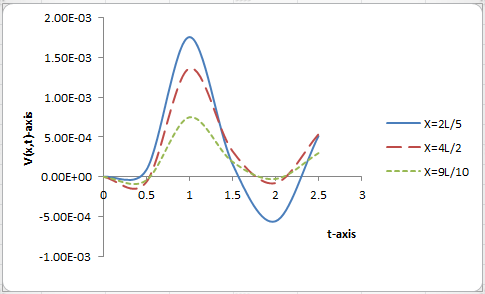 2.00E-03
1.50E-03
1.00E-03
5.00E-04
0.00E+00
-5.00E-04
-1.00E-03
V(x,t)-axis
0 0.5 1 1.5 2 2.5 3
t-axis
X=2L/5
X=4L/2
X=9L/10